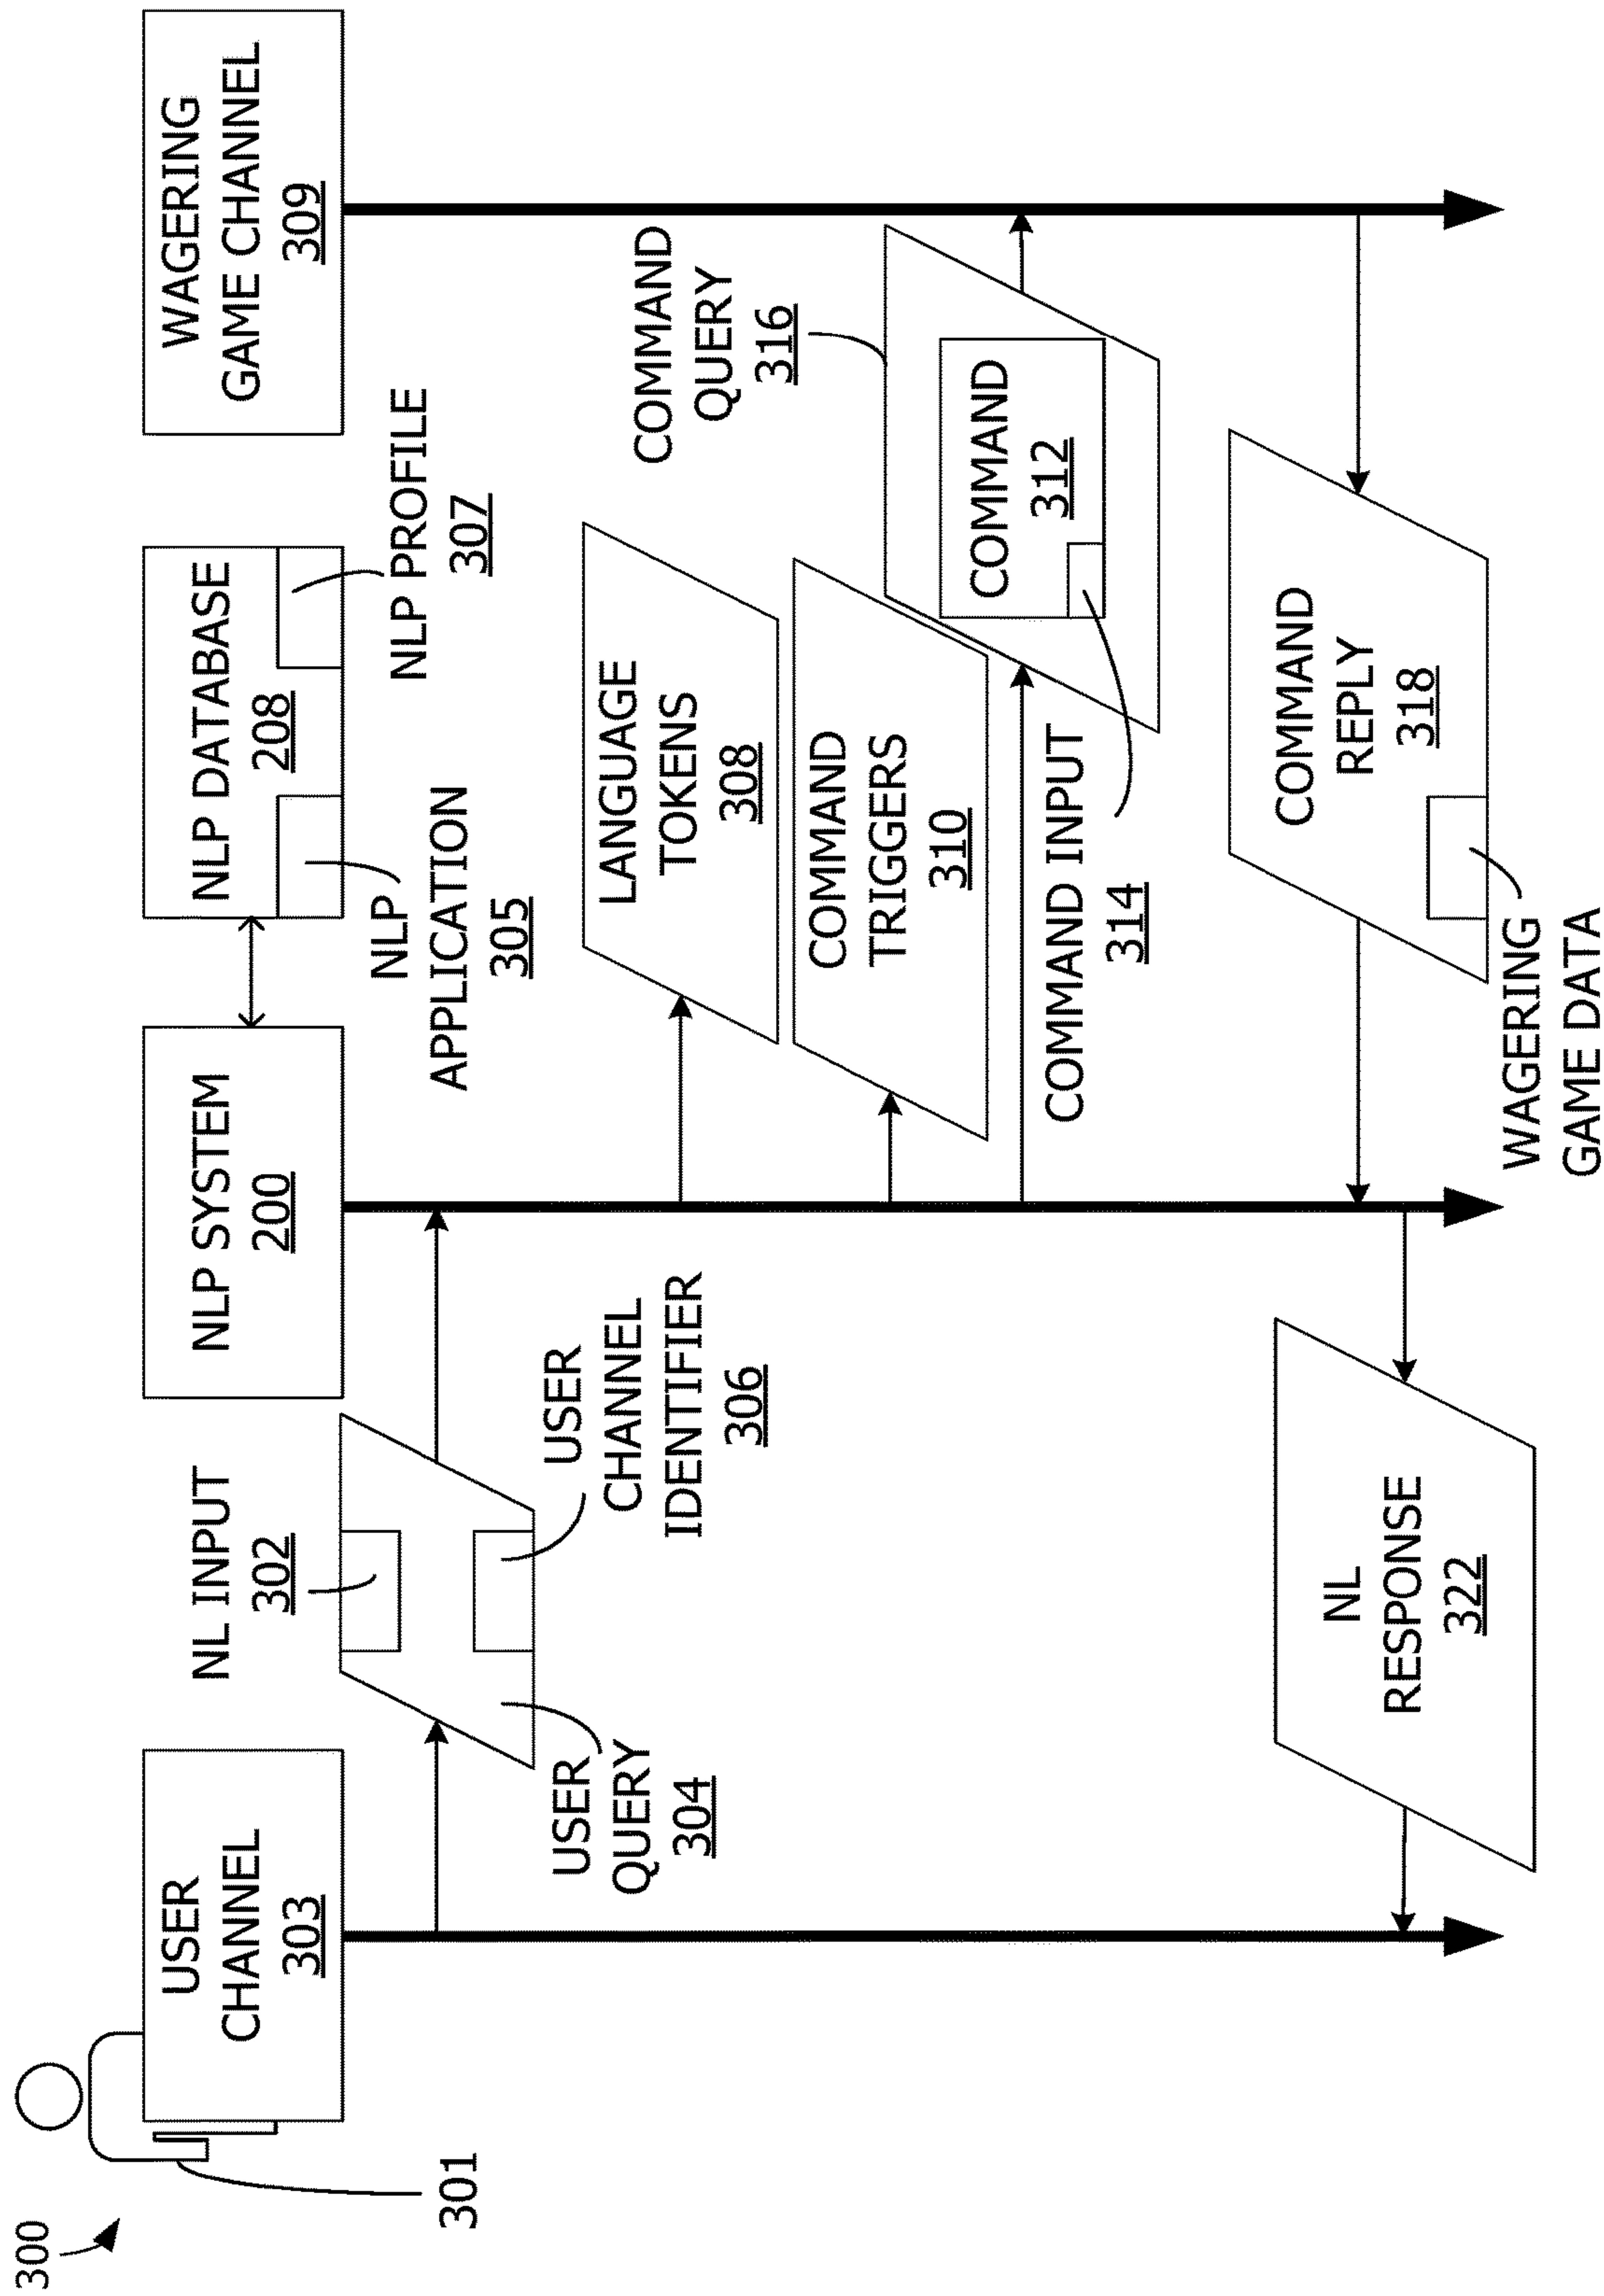 300
301
USER
CHANNEL
303
NL INPUT
302
NLP SYSTEM
200
NLP DATABASE
208
WAGERING
GAME CHANNEL
309
NLP
APPLICATION
305
NLP PROFILE
307
USER
QUERY
304
USER
CHANNEL
IDENTIFIER
306
LANGUAGE
TOKENS
308
COMMAND
TRIGGERS
310
COMMAND
QUERY
316
COMMAND
312
COMMAND INPUT
314
COMMAND
REPLY
318
WAGERING
GAME DATA
NL
RESPONSE
322